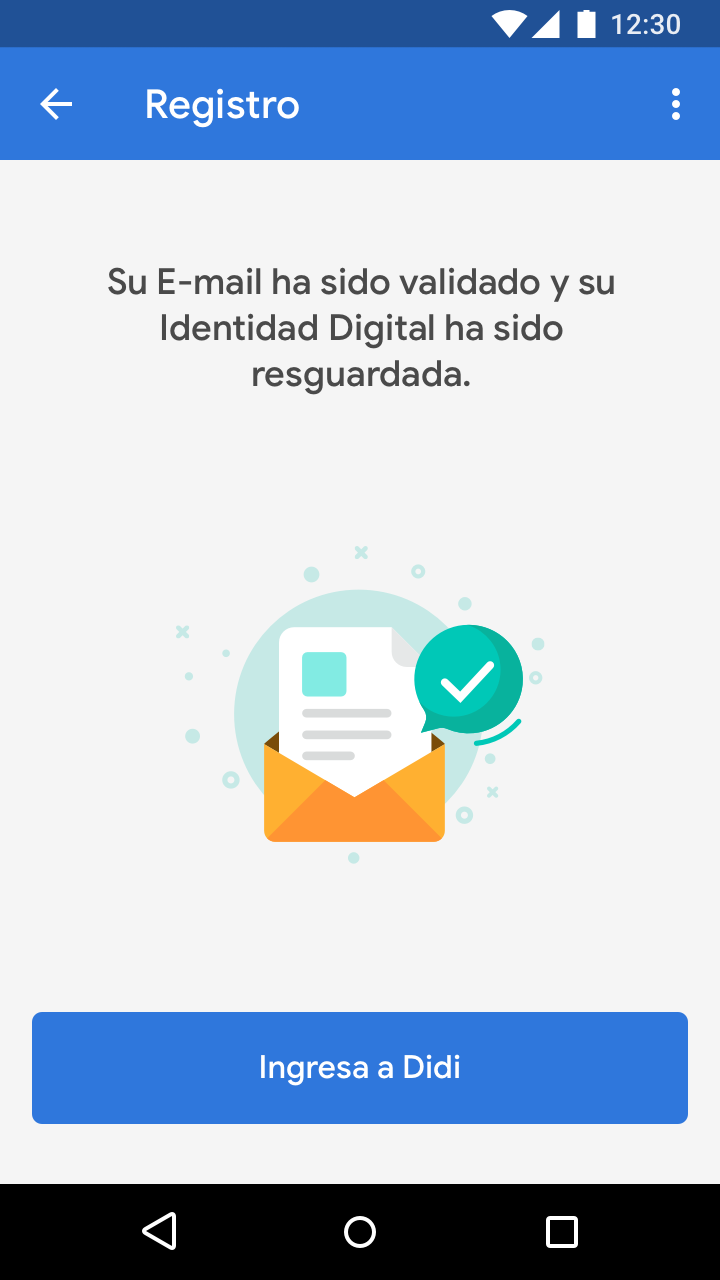 12:30
Registro
Su E-mail ha sido validado y su
Identidad Digital ha sido
resguardada.
Ingresa a Didi